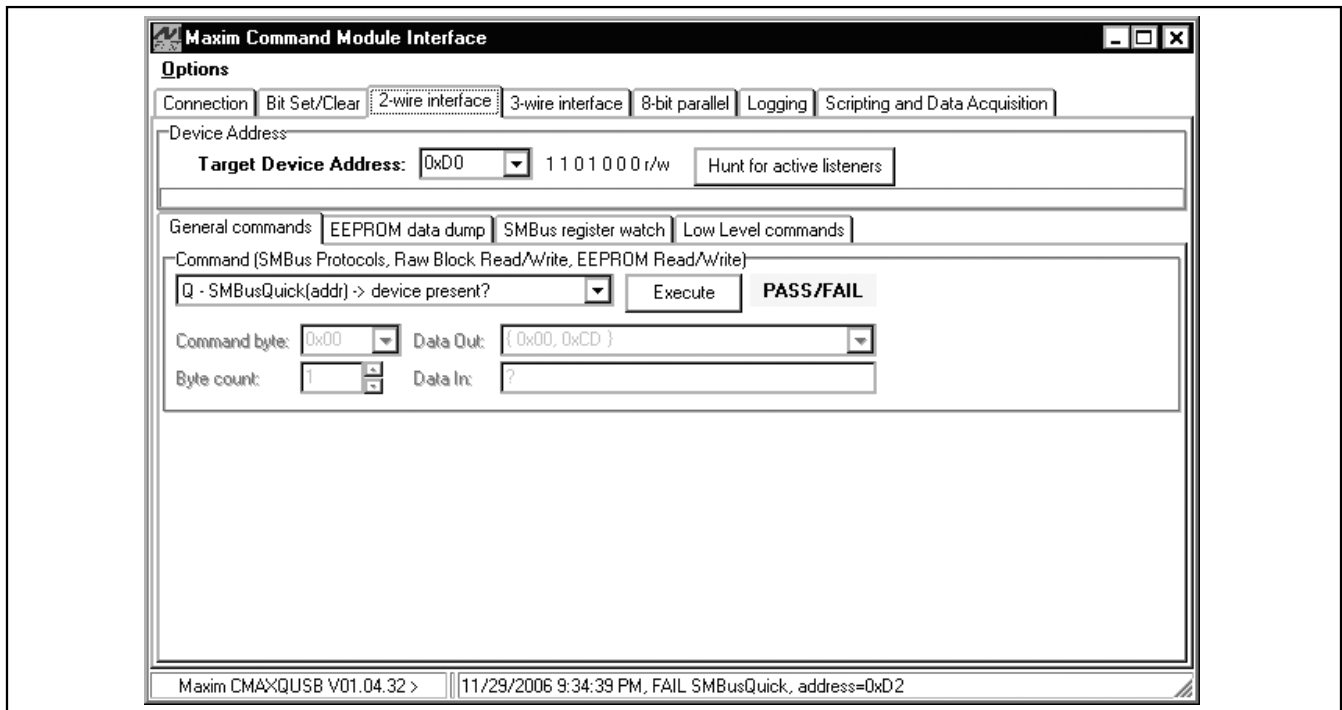 Maxim Command Module Interface
Options
Connection Bit Set/Clear 2-wire interface 3-wire interface 8-bit parallel Logging Scripting and Data Acquisition
Device Address
Target Device Address: 0xD0 1 1 0 1 0 0 0 r/w Hunt for active listeners
General commands EEPROM data dump SMBus register watch Low Level commands
Command (SMBus Protocols, Raw Block Read/Write, EEPROM Read/Write)
Q - SMBusQuick(addr) -> device present? Execute PASS/FAIL
Command byte: 0x00 Data Out: { 0x00, 0xCD }
Byte count: 1 Data In: ?
Maxim CMAXQUSB V01.04.32 > 11/29/2006 9:34:39 PM, FAIL SMBusQuick, address=0xD2